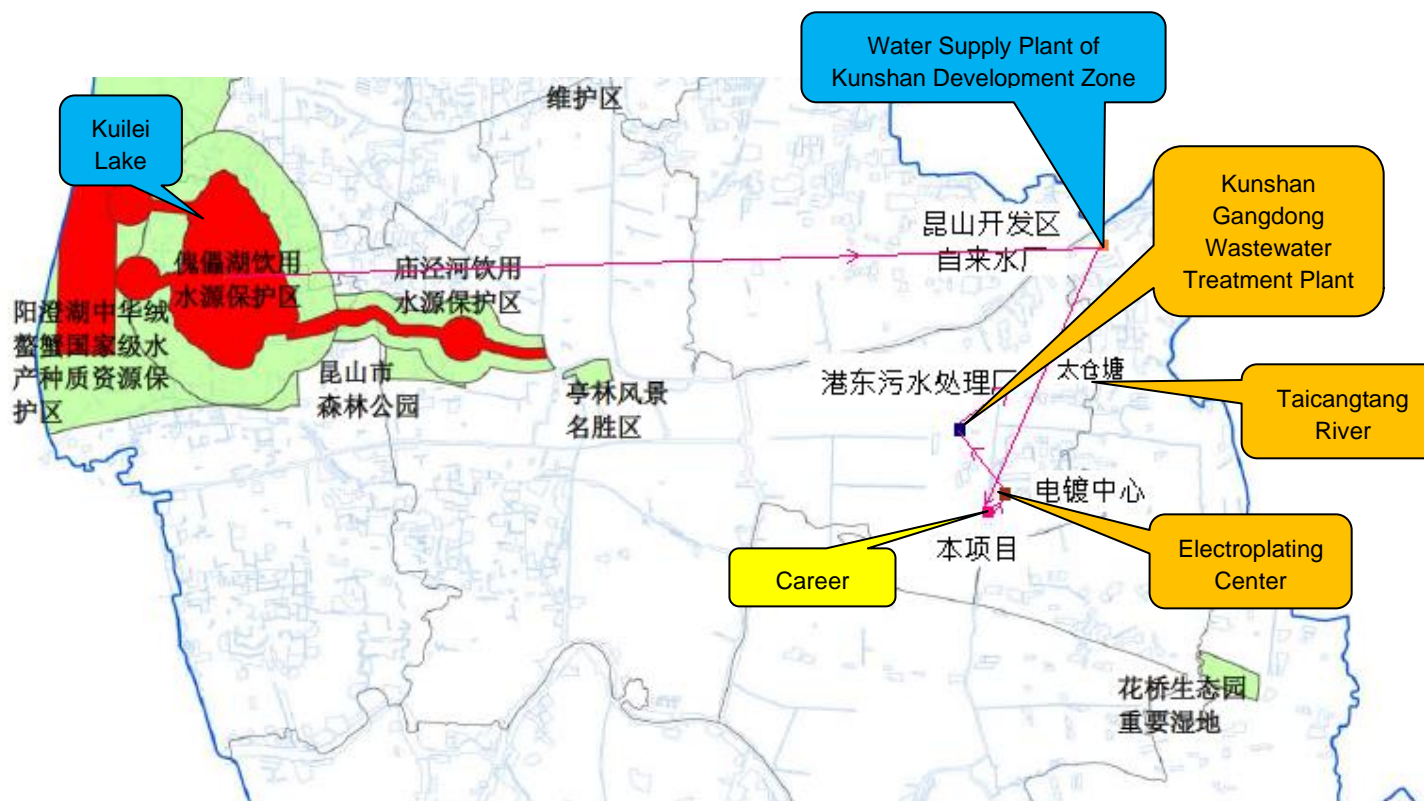 Water Supply Plant of
Kunshan Development Zone
维护区
Kuilei
Lake
Kunshan
Gangdong
Wastewater
Treatment Plant
昆山开发区
自来水厂
傀儡湖饮用
水源保护区
庙泾河饮用
水源保护区
阳澄湖中华绒
螯蟹国家级水
产种质资源保
护区
昆山市
森林公园
亭林风景
名胜区
港东污水处理厂
太仓塘
Taicangtang
River
电镀中心
本项目
Electroplating
Center
Career
花桥生态园
重要湿地